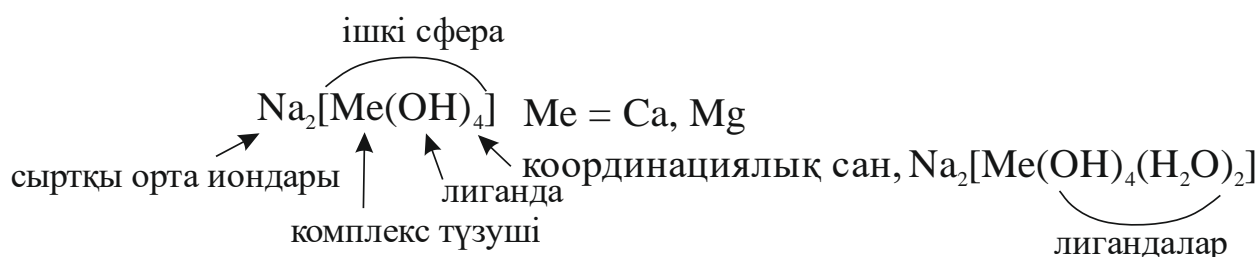 ішкі сфера
Na₂[Me(OH)₄] Me = Ca, Mg
сыртқы орта иондары
комплекс түзуші
лиганда
координациялық сан, Na₂[Me(OH)₄(H₂O)₂]
лигандалар